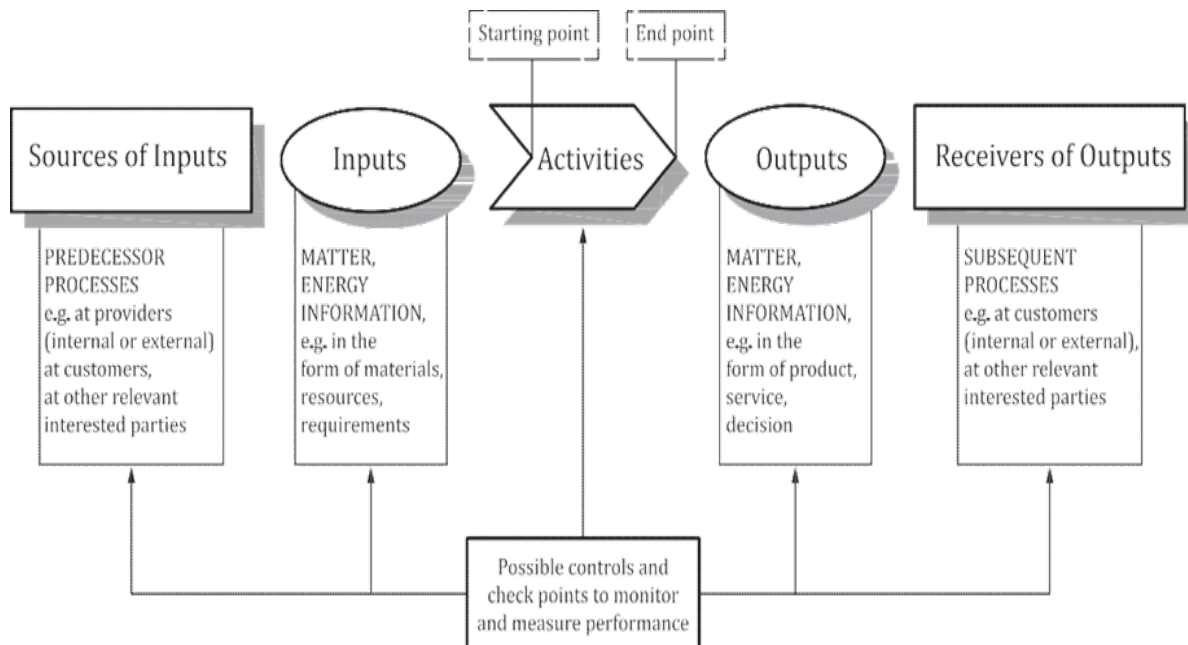 Starting point
End point
Sources of Inputs
Inputs
Activities
Outputs
Receivers of Outputs
PREDECESSOR
PROCESSES
e.g. at providers
(internal or external)
at customers,
at other relevant
interested parties
MATTER,
ENERGY
INFORMATION,
e.g. in the
form of materials,
resources,
requirements
MATTER,
ENERGY
INFORMATION,
e.g. in the
form of product,
service,
decision
SUBSEQUENT
PROCESSES
e.g. at customers
(internal or external),
at other relevant
interested parties
Possible controls and
check points to monitor
and measure performance